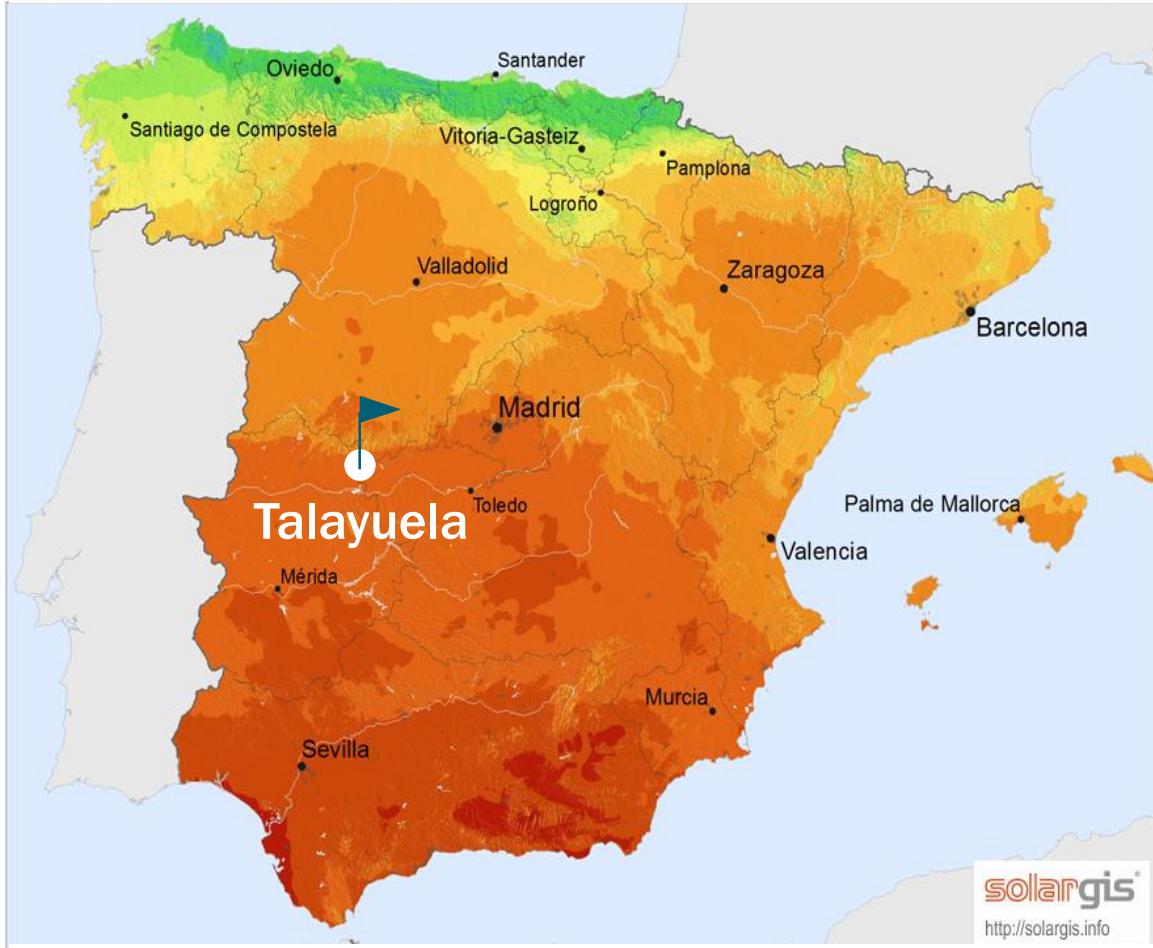 Santander
Oviedo
Santiago de Compostela
Vitoria-Gasteiz
Pamplona
Logroño
Valladolid
Zaragoza
Barcelona
Madrid
Talayuela
Toledo
Palma de Mallorca
Valencia
Mérida
Murcia
Sevilla
solargis
http://solargis.info